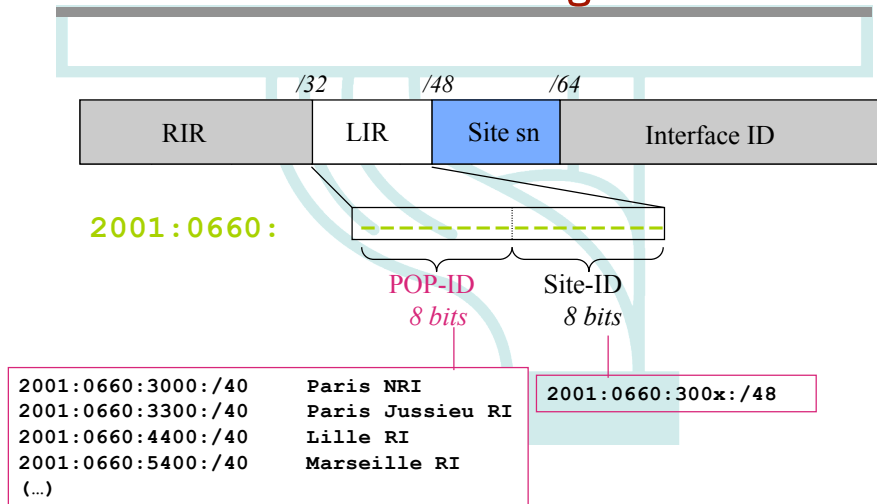 /32 /48 /64
RIR LIR Site sn Interface ID
2001:0660:
POP-ID Site-ID
8 bits 8 bits
2001:0660:3000:/40 Paris NRI
2001:0660:3300:/40 Paris Jussieu RI
2001:0660:4400:/40 Lille RI
2001:0660:5400:/40 Marseille RI
(…)
2001:0660:300x:/48